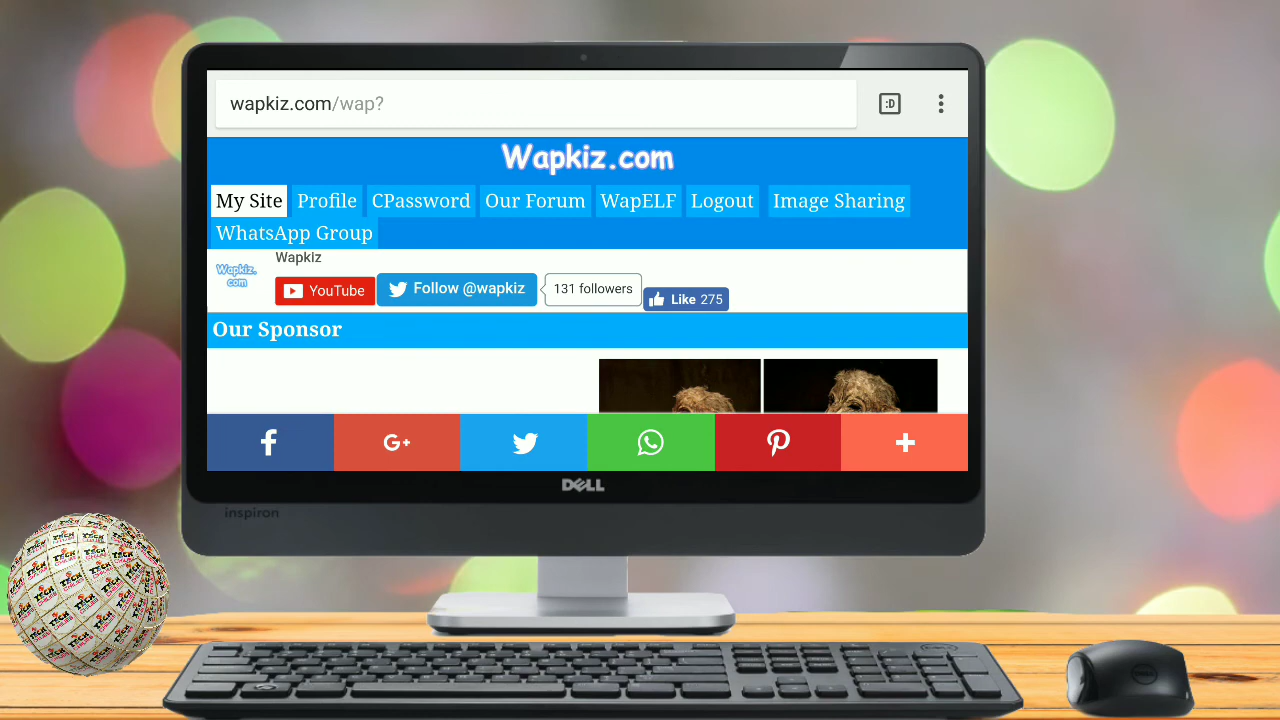 wapkiz.com/wap?
:D
Wapkiz.com
My Site Profile CPassword Our Forum WapELF Logout Image Sharing
WhatsApp Group
Wapkiz.com
Wapkiz
YouTube Follow @wapkiz 131 followers Like 275
Our Sponsor
f G+
DELL
inspiron
TECH